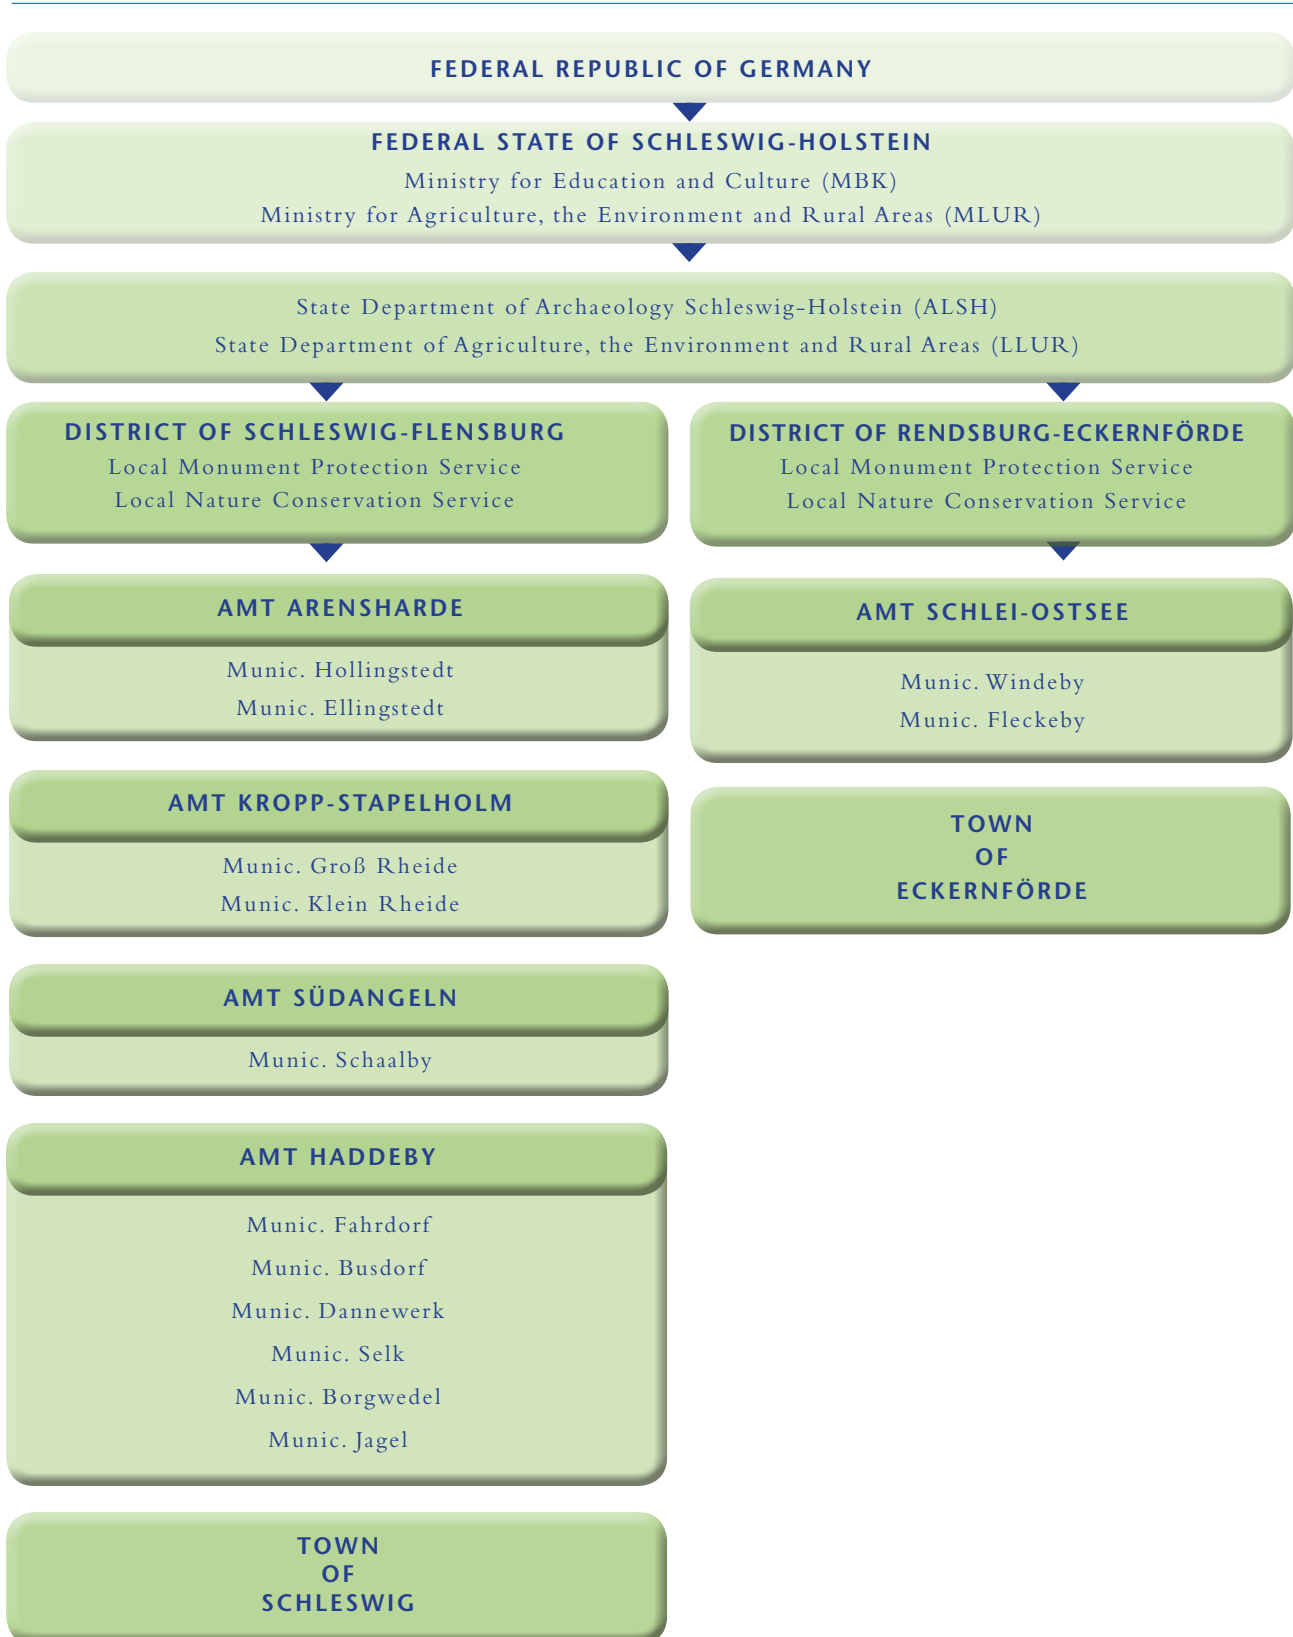 FEDERAL REPUBLIC OF GERMANY
FEDERAL STATE OF SCHLESWIG-HOLSTEIN
Ministry for Education and Culture (MBK)
Ministry for Agriculture, the Environment and Rural Areas (MLUR)
State Department of Archaeology Schleswig-Holstein (ALSH)
State Department of Agriculture, the Environment and Rural Areas (LLUR)
DISTRICT OF SCHLESWIG-FLENSBURG
Local Monument Protection Service
Local Nature Conservation Service
AMT ARENSHARDE
Munic. Hollingstedt
Munic. Ellingstedt
AMT KROPP-STAPELHOLM
Munic. Groß Rheide
Munic. Klein Rheide
AMT SÜDANGELN
Munic. Schaalby
AMT HADDEBY
Munic. Fahrdorf
Munic. Busdorf
Munic. Dannewerk
Munic. Selk
Munic. Borgwedel
Munic. Jagel
TOWN
OF
SCHLESWIG
DISTRICT OF RENDSBURG-ECKERNFÖRDE
Local Monument Protection Service
Local Nature Conservation Service
AMT SCHLEI-OSTSEE
Munic. Windeby
Munic. Fleckeby
TOWN
OF
ECKERNFÖRDE